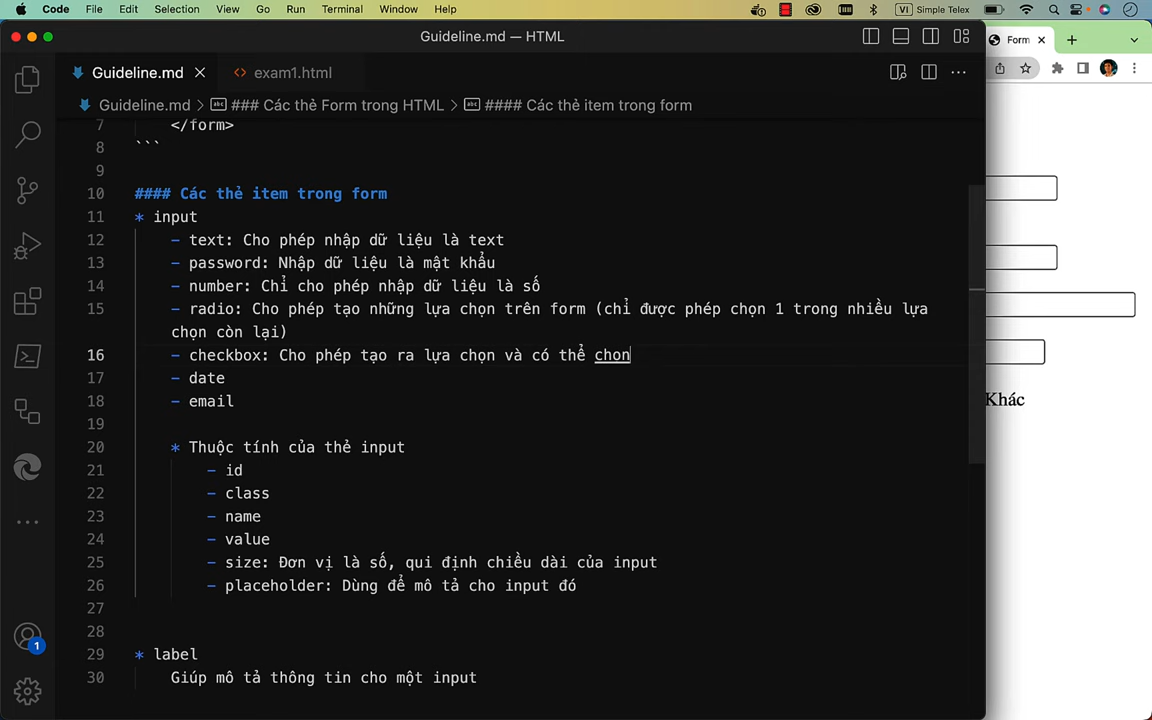 Code File Edit Selection View Go Run Terminal Window Help VI Simple Telex
Guideline.md — HTML
Form
Guideline.md exam1.html
Guideline.md > ### Các thẻ Form trong HTML > #### Các thẻ item trong form
7 </form>
8 ```
9
10 #### Các thẻ item trong form
11 * input
12 - text: Cho phép nhập dữ liệu là text
13 - password: Nhập dữ liệu là mật khẩu
14 - number: Chỉ cho phép nhập dữ liệu là số
15 - radio: Cho phép tạo những lựa chọn trên form (chỉ được phép chọn 1 trong nhiều lựa
chọn còn lại)
16 - checkbox: Cho phép tạo ra lựa chọn và có thể chon
17 - date
18 - email
19
20 * Thuộc tính của thẻ input
21 - id
22 - class
23 - name
24 - value
25 - size: Đơn vị là số, qui định chiều dài của input
26 - placeholder: Dùng để mô tả cho input đó
27
28
29 * label
30 Giúp mô tả thông tin cho một input
Khác
1